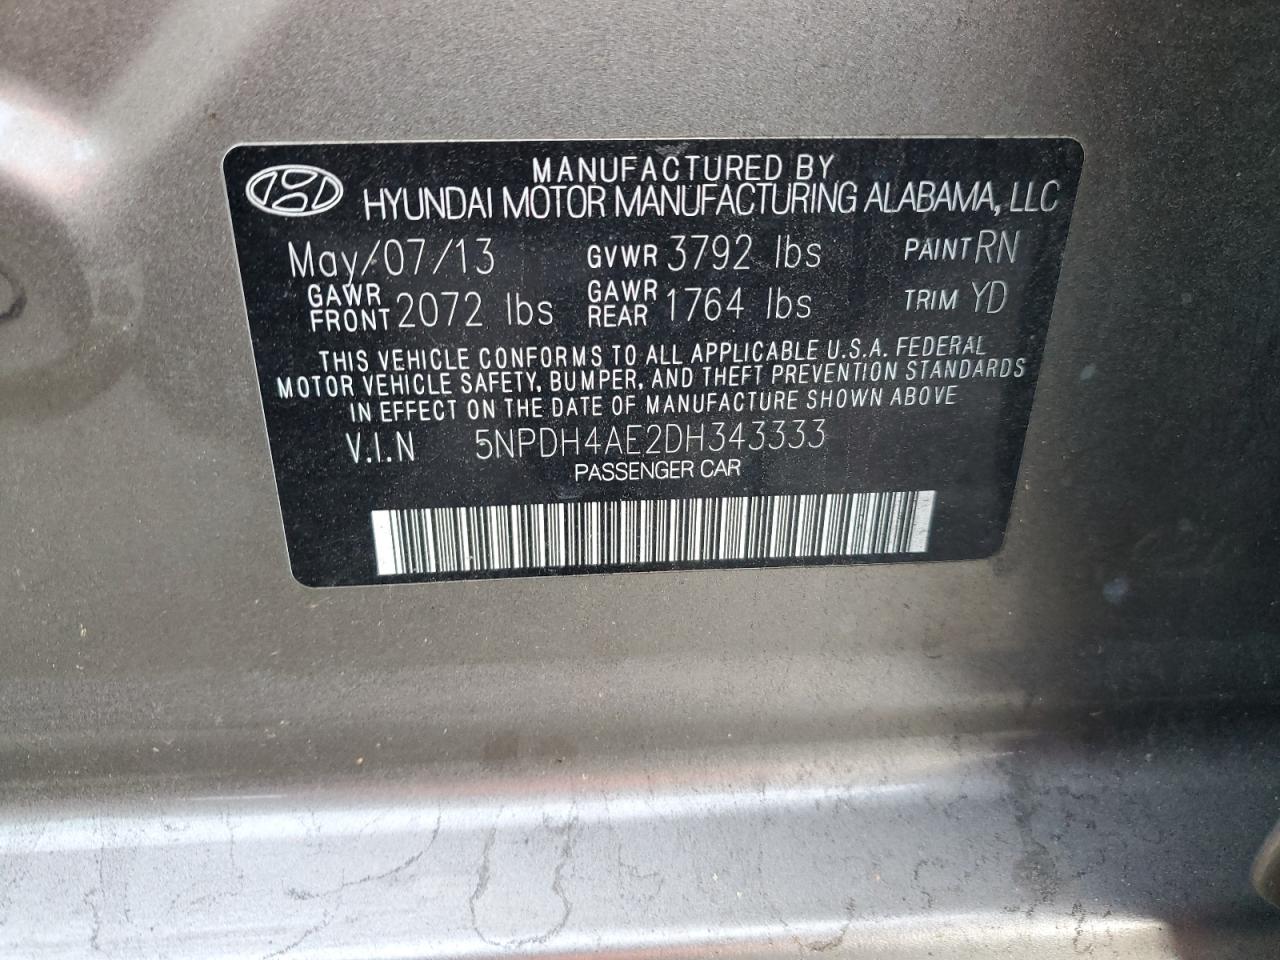 MANUFACTURED BY
HYUNDAI MOTOR MANUFACTURING ALABAMA, LLC
May/07/13 GVWR 3792 lbs PAINT RN
GAWR FRONT 2072 lbs GAWR REAR 1764 lbs TRIM YD
THIS VEHICLE CONFORMS TO ALL APPLICABLE U.S.A. FEDERAL
MOTOR VEHICLE SAFETY, BUMPER, AND THEFT PREVENTION STANDARDS
IN EFFECT ON THE DATE OF MANUFACTURE SHOWN ABOVE
V.I.N 5NPDH4AE2DH343333
PASSENGER CAR